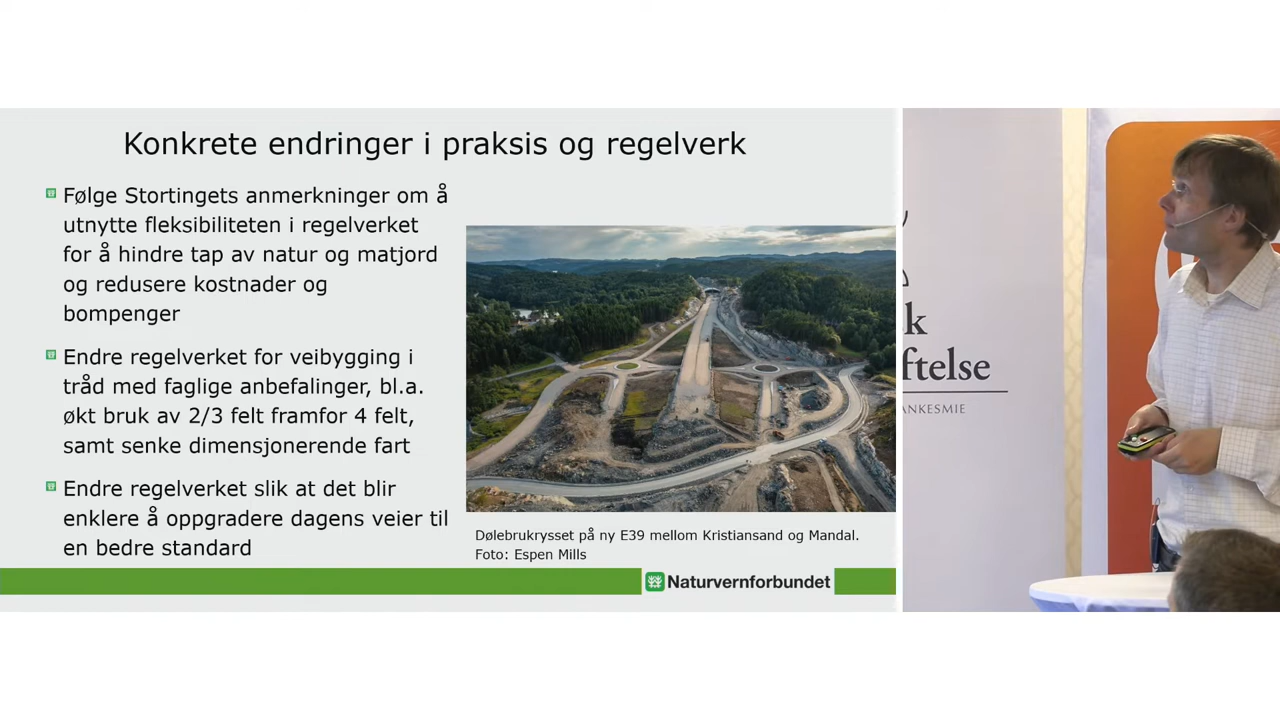 Konkrete endringer i praksis og regelverk
Følge Stortingets anmerkninger om å
utnytte fleksibiliteten i regelverket
for å hindre tap av natur og matjord
og redusere kostnader og
bompenger
Endre regelverket for veibygging i
tråd med faglige anbefalinger, bl.a.
økt bruk av 2/3 felt framfor 4 felt,
samt senke dimensjonerende fart
Endre regelverket slik at det blir
enklere å oppgradere dagens veier til
en bedre standard
Dølebrukrysset på ny E39 mellom Kristiansand og Mandal.
Foto: Espen Mills
Naturvernforbundet
k
ftelse
ANKESMIE